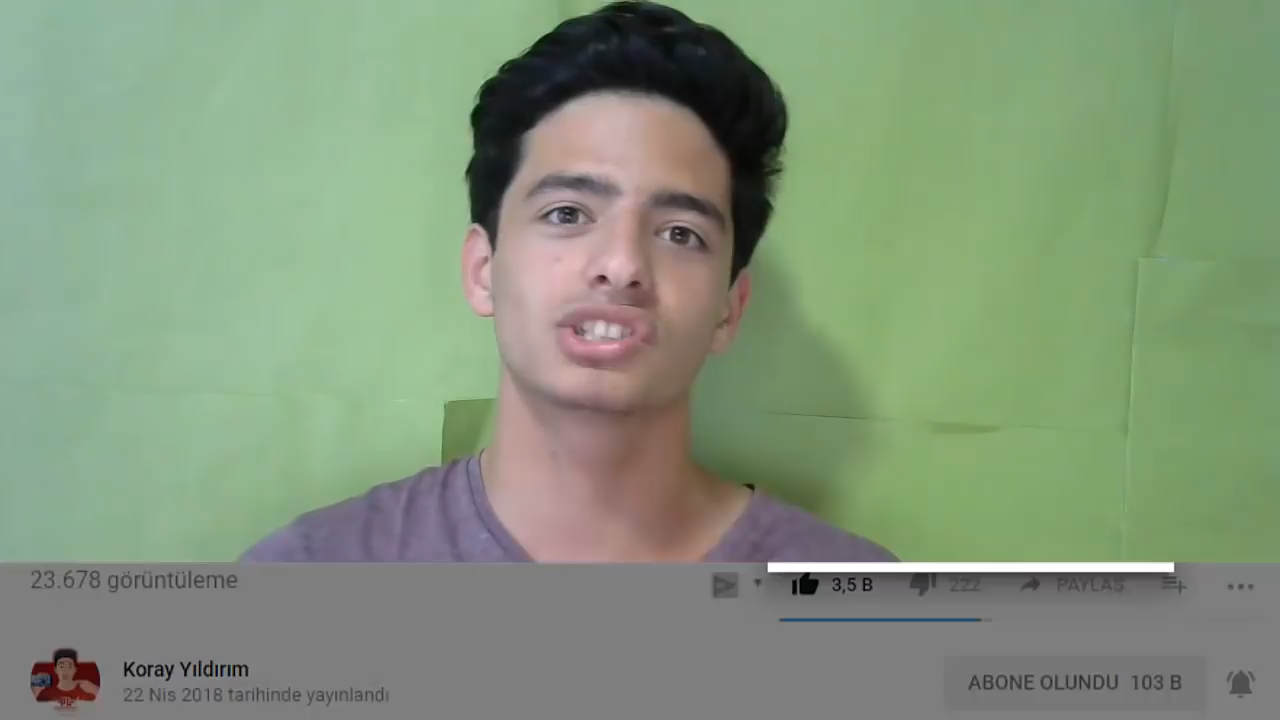 23.678 görüntüleme
3,5 B 222 PAYLAŞ
Koray Yıldırım
22 Nis 2018 tarihinde yayınlandı
ABONE OLUNDU 103 B